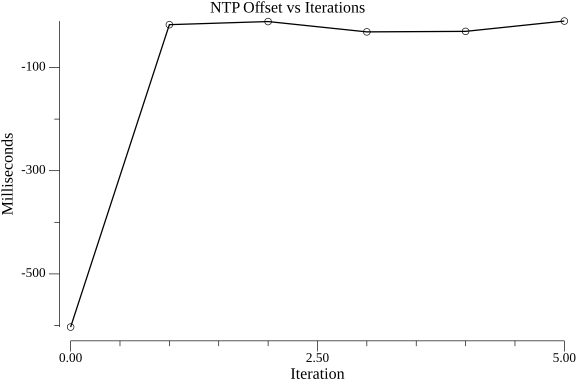 NTP Offset vs Iterations
-100
-300
-500
Milliseconds
0.00
2.50
5.00
Iteration